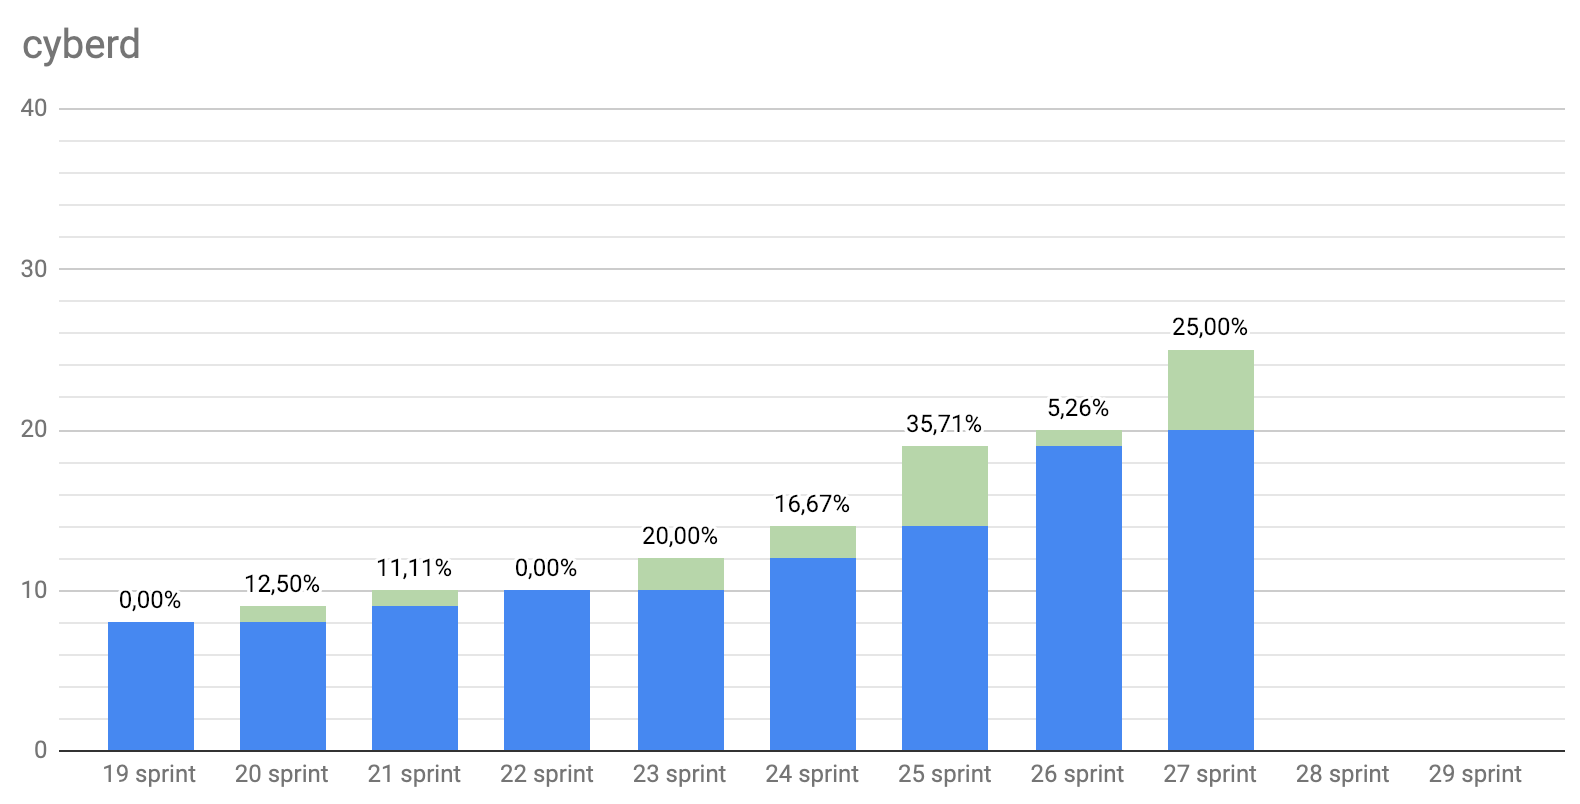 cyberd
40
30
25,00%
20
35,71%
5,26%
16,67%
20,00%
10
0,00%
12,50%
11,11%
0,00%
0
19 sprint
20 sprint
21 sprint
22 sprint
23 sprint
24 sprint
25 sprint
26 sprint
27 sprint
28 sprint
29 sprint